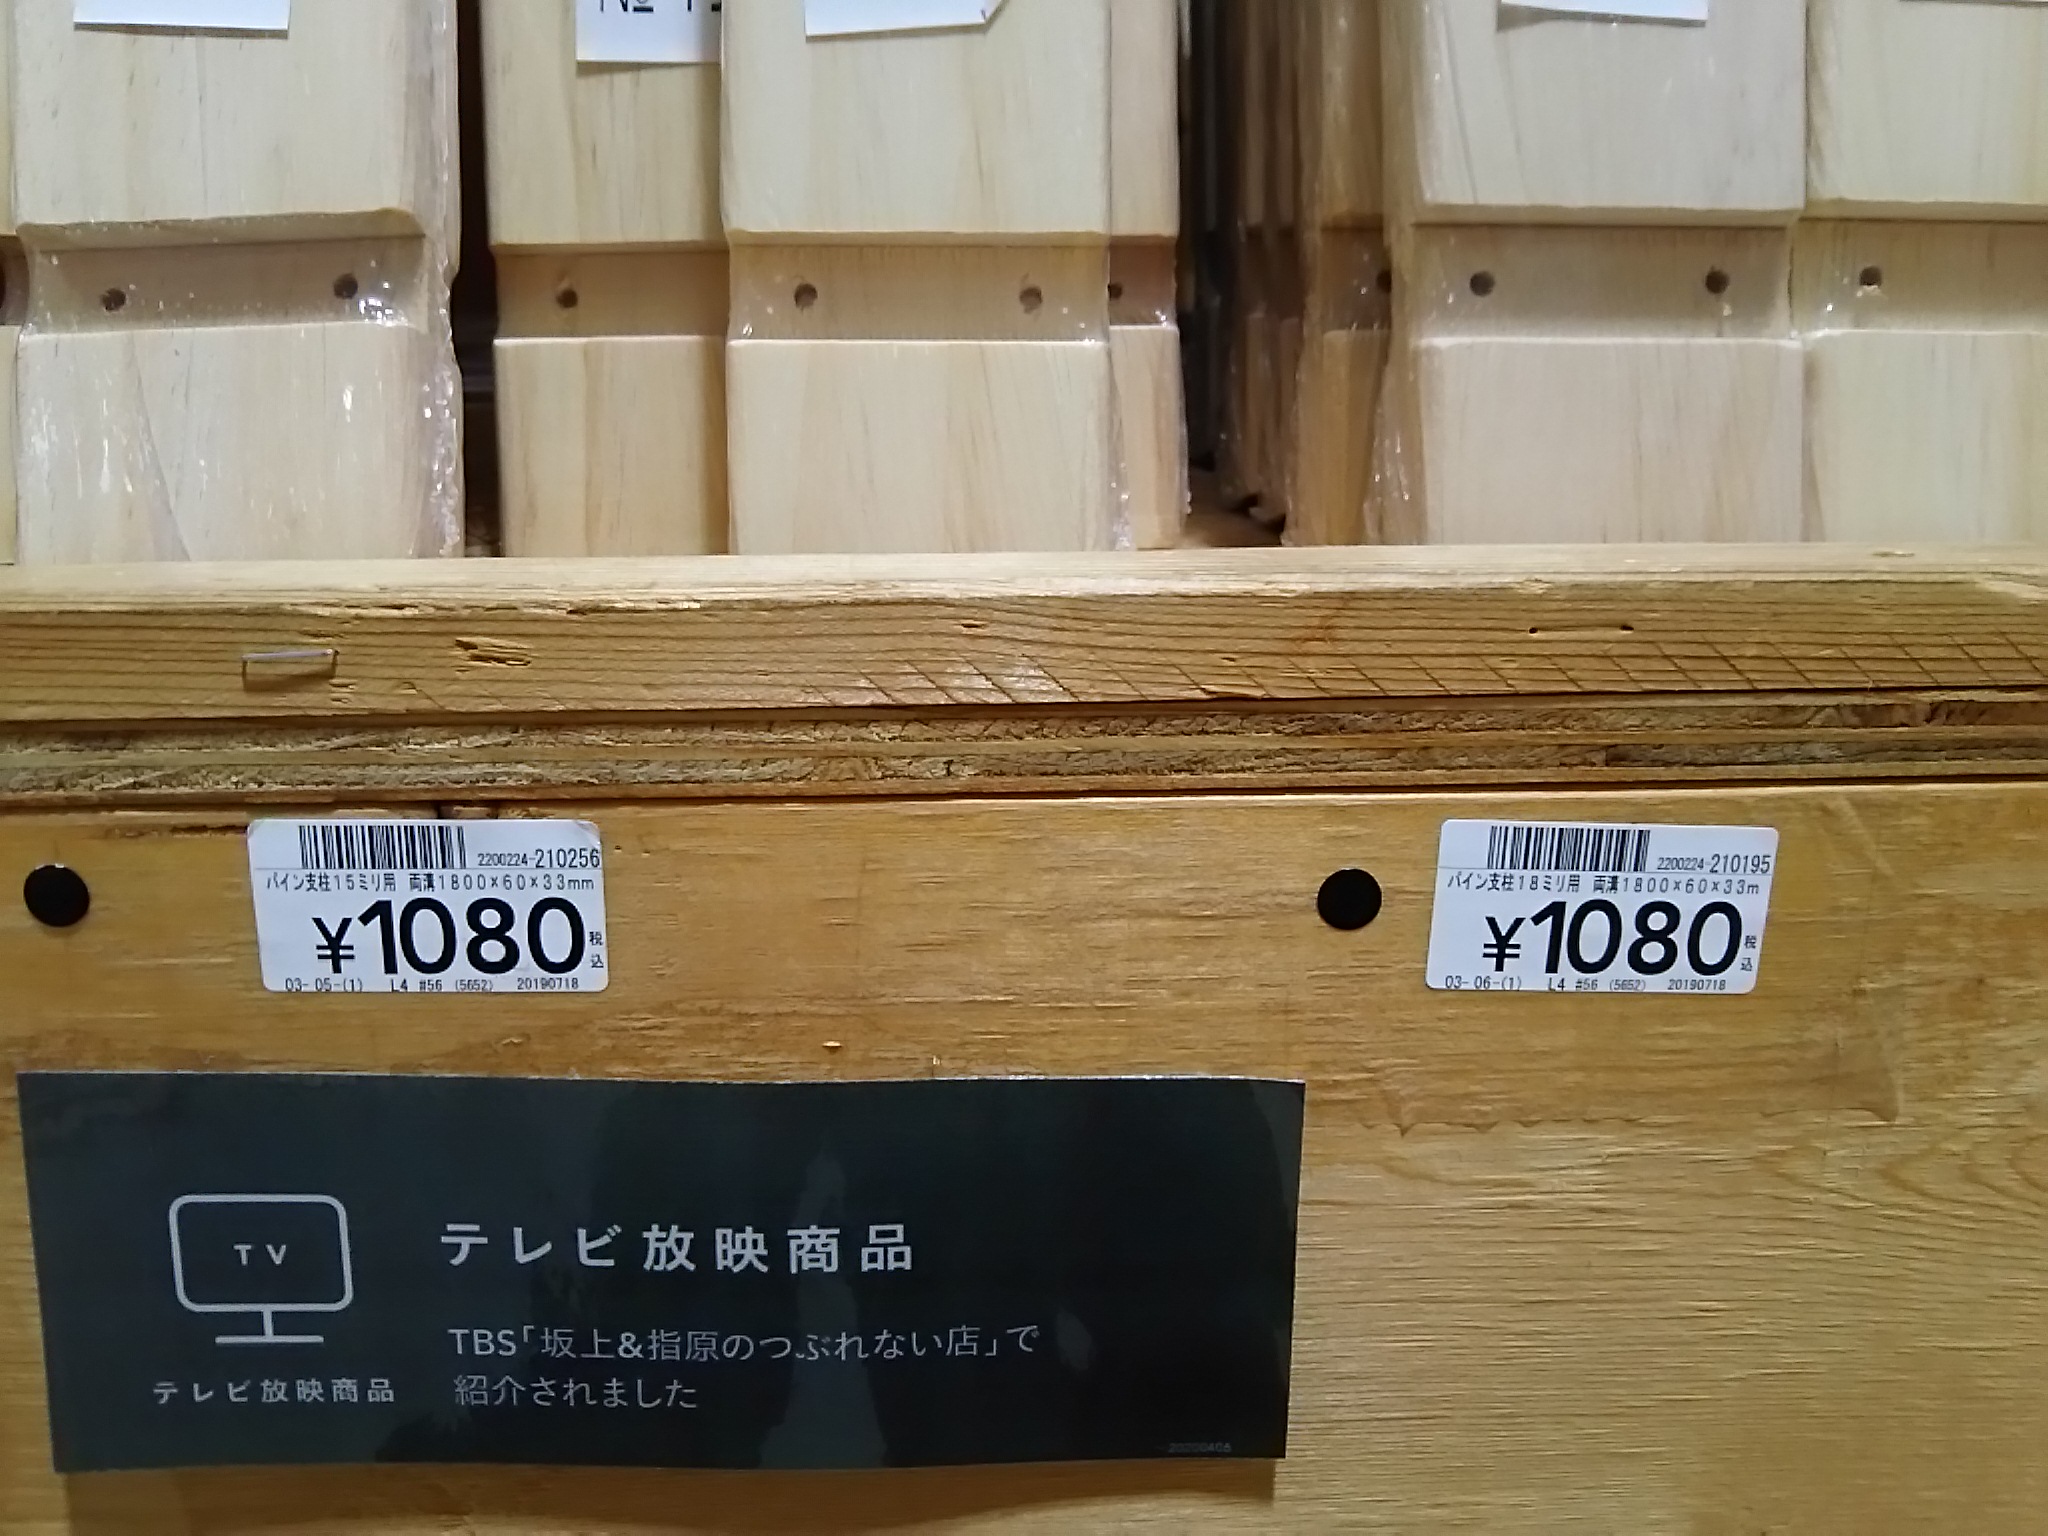 2200224-210256
パイン支柱15ミリ用 両溝1800×60×33mm
¥1080
税込
03-05-(1) L4 #56 (5652) 20190718
2200224-210195
パイン支柱18ミリ用 両溝1800×60×33m
¥1080
税込
03-06-(1) L4 #56 (5652) 20190718
TV
テレビ放映商品
テレビ放映商品
TBS「坂上&指原のつぶれない店」で
紹介されました